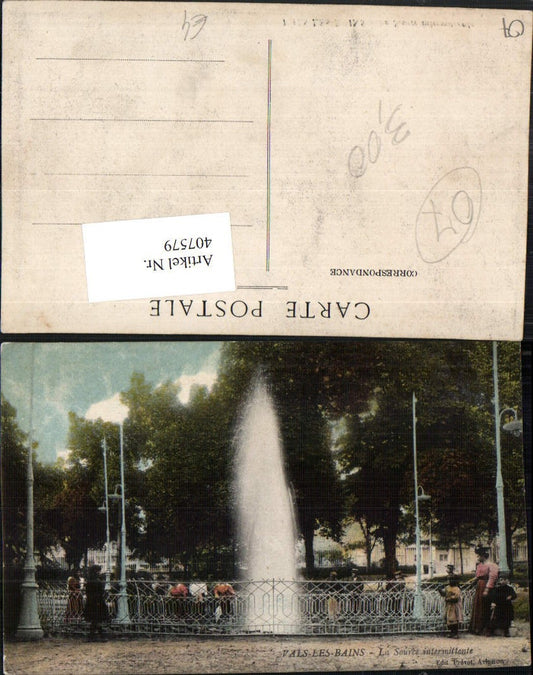 CARTE POSTALE
CORRESPONDANCE
Artikel Nr.
407579
07
3,00
VALS-LES-BAINS - La Source intermittente